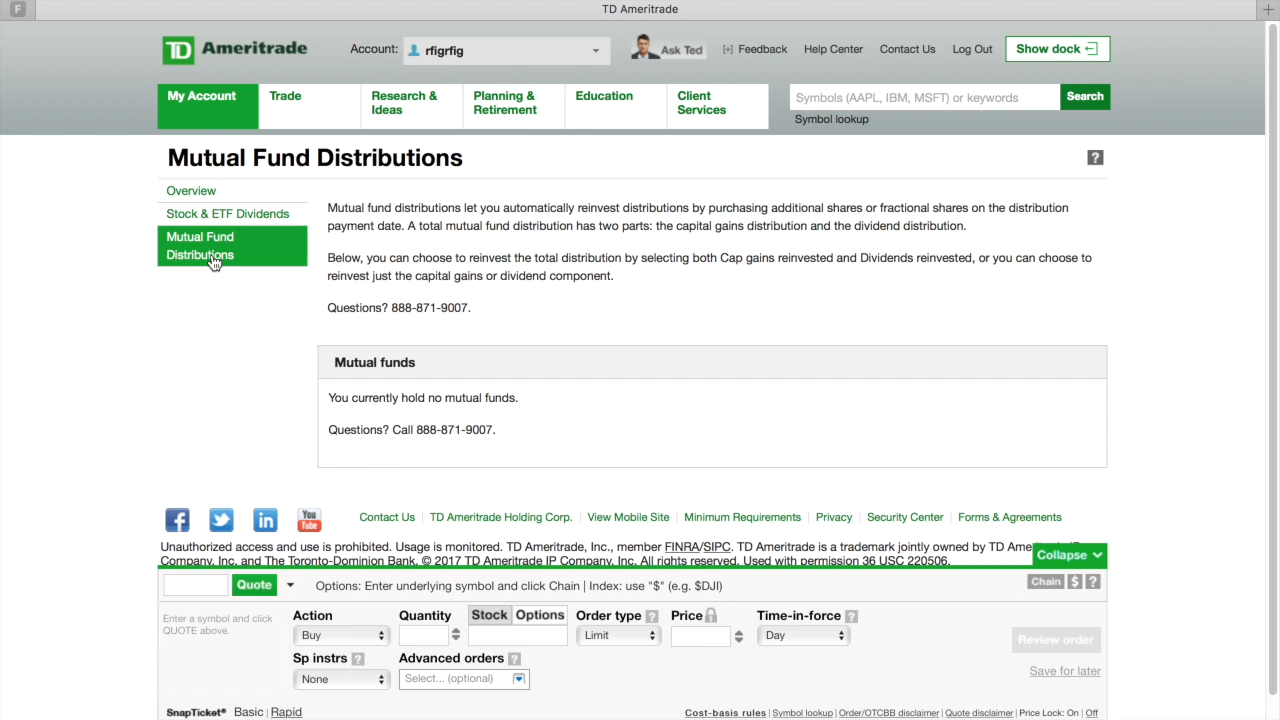 F
TD Ameritrade
+
TD Ameritrade
Account: rfigrfig
Ask Ted
[+] Feedback
Help Center
Contact Us
Log Out
Show dock
My Account
Trade
Research & Ideas
Planning & Retirement
Education
Client Services
Symbols (AAPL, IBM, MSFT) or keywords
Search
Symbol lookup
Mutual Fund Distributions
?
Overview
Stock & ETF Dividends
Mutual Fund
Distributions
Mutual fund distributions let you automatically reinvest distributions by purchasing additional shares or fractional shares on the distribution
payment date. A total mutual fund distribution has two parts: the capital gains distribution and the dividend distribution.
Below, you can choose to reinvest the total distribution by selecting both Cap gains reinvested and Dividends reinvested, or you can choose to
reinvest just the capital gains or dividend component.
Questions? 888-871-9007.
Mutual funds
You currently hold no mutual funds.
Questions? Call 888-871-9007.
You Tube
Contact Us | TD Ameritrade Holding Corp. | View Mobile Site | Minimum Requirements | Privacy | Security Center | Forms & Agreements
Unauthorized access and use is prohibited. Usage is monitored. TD Ameritrade, Inc., member FINRA/SIPC. TD Ameritrade is a trademark jointly owned by TD
Company, Inc. and The Toronto-Dominion Bank. © 2017 TD Ameritrade IP Company, Inc. All rights reserved. Used with permission 36 USC 220506.
Collapse
Quote
Options: Enter underlying symbol and click Chain | Index: use "$" (e.g. $DJI)
Chain $ ?
Enter a symbol and click
QUOTE above.
Action
Quantity
Stock Options
Order type ?
Price
Time-in-force ?
Buy
Limit
Day
Review order
Sp instrs ?
Advanced orders ?
None
Select... (optional)
Save for later
SnapTicket® Basic | Rapid
Cost-basis rules | Symbol lookup | Order/OTCBB disclaimer | Quote disclaimer | Price Lock: On | Off